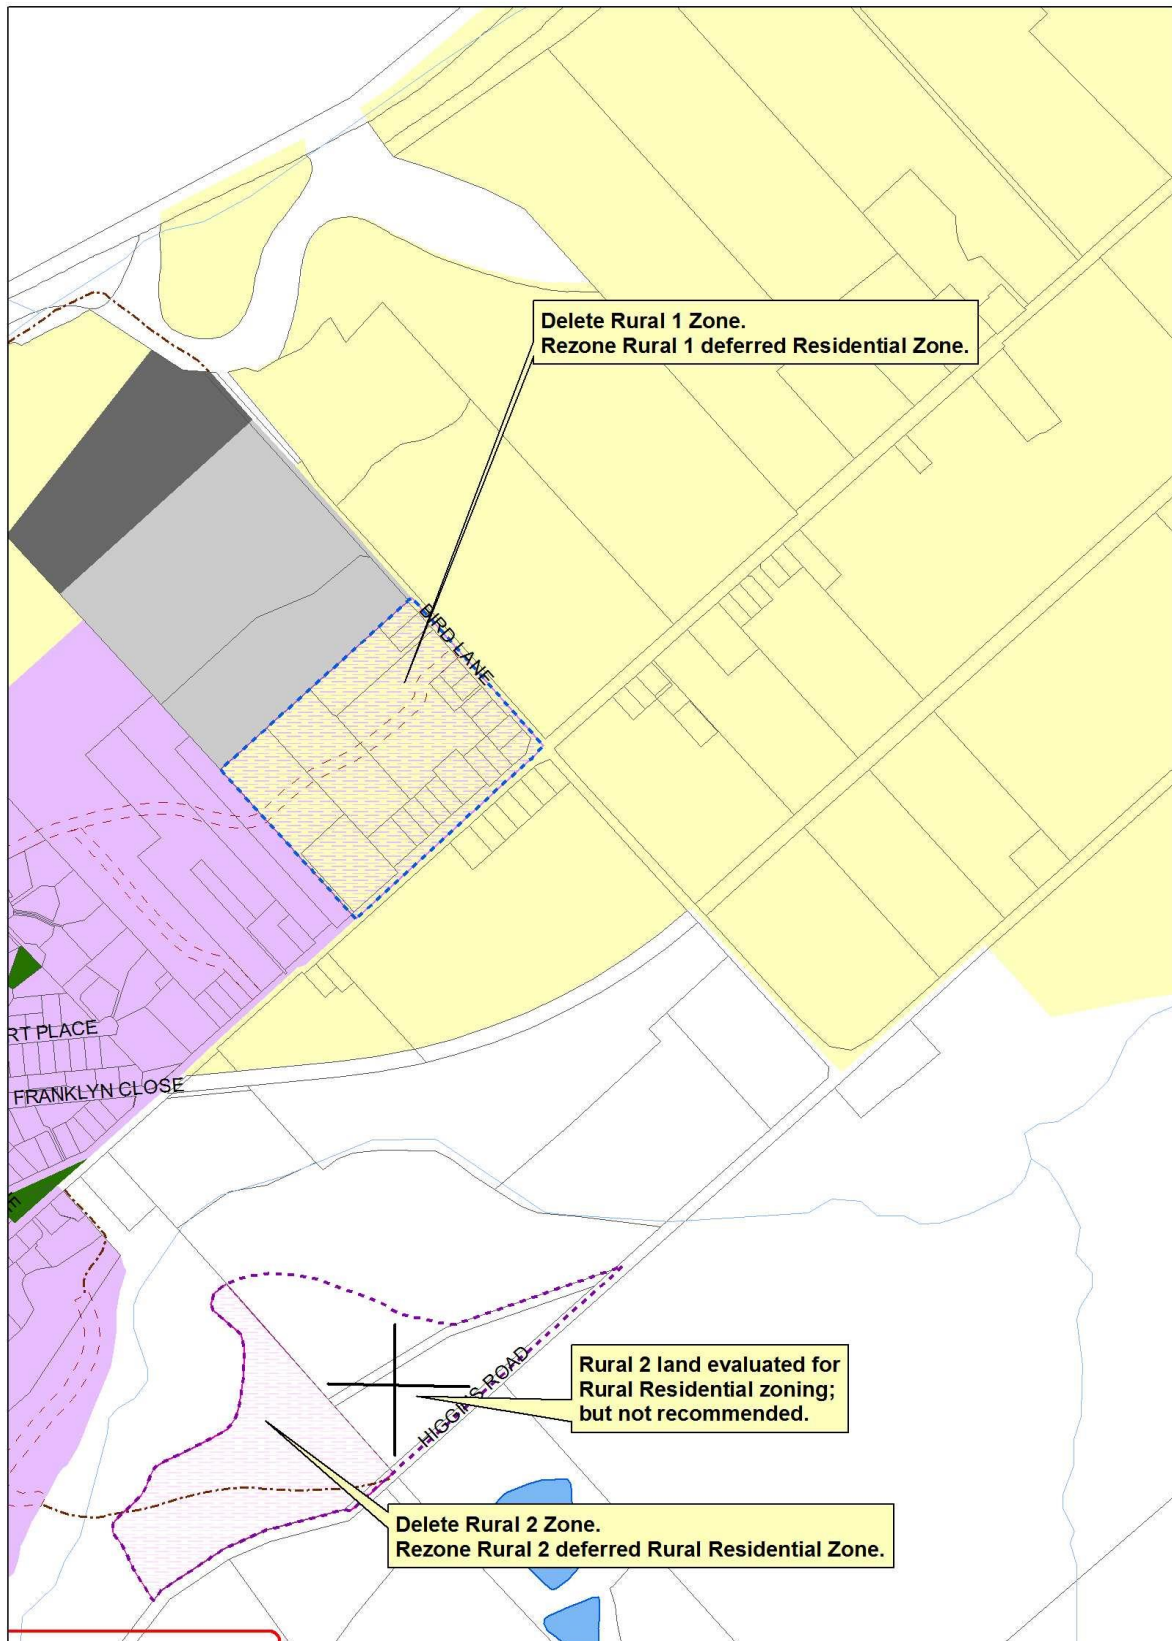 Delete Rural 1 Zone.
Rezone Rural 1 deferred Residential Zone.
BIRD LANE
RT PLACE
FRANKLYN CLOSE
E
HIGGINS ROAD
Rural 2 land evaluated for
Rural Residential zoning;
but not recommended.
Delete Rural 2 Zone.
Rezone Rural 2 deferred Rural Residential Zone.